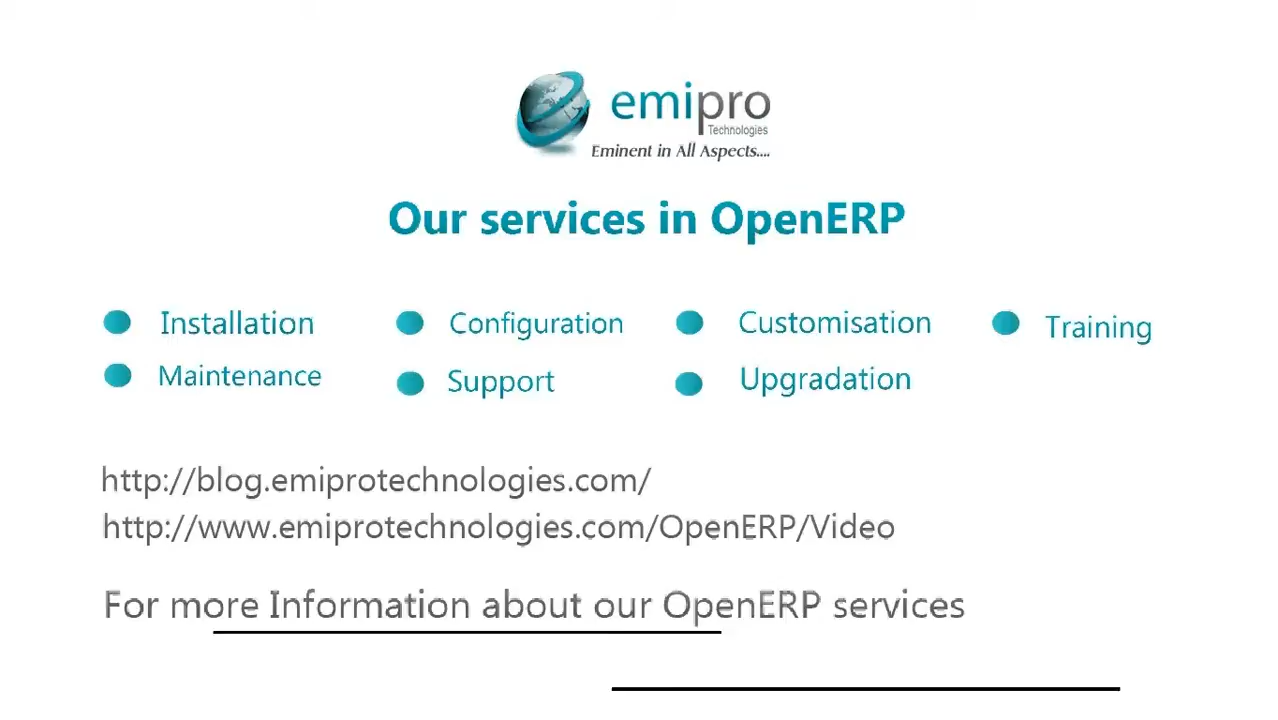 emipro
Technologies
Eminent in All Aspects....
Our services in OpenERP
Installation Configuration Customisation Training
Maintenance Support Upgradation
http://blog.emiprotechnologies.com/
http://www.emiprotechnologies.com/OpenERP/Video
For more Information about our OpenERP services